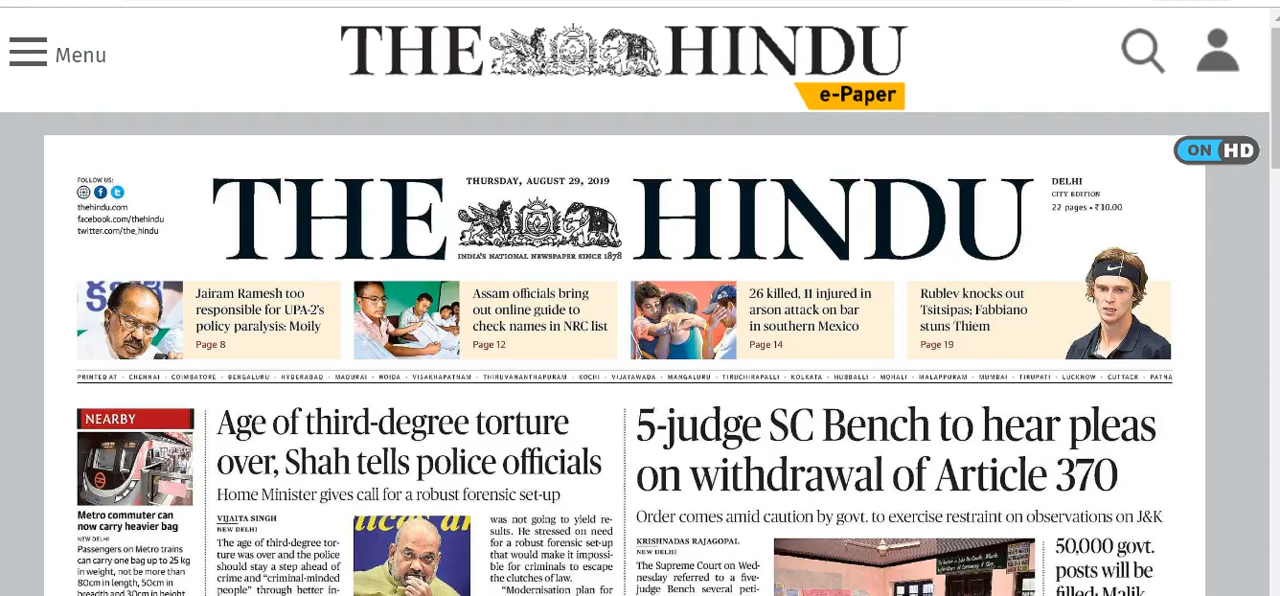 Menu
THE HINDU
e-Paper
ON HD
FOLLOW US:
thehindu.com
facebook.com/thehindu
twitter.com/the_hindu
THE HINDU
THURSDAY, AUGUST 29, 2019
INDIA'S NATIONAL NEWSPAPER SINCE 1878
DELHI
CITY EDITION
22 pages • ₹10.00
Jairam Ramesh too
responsible for UPA-2's
policy paralysis: Moily
Page 8
Assam officials bring
out online guide to
check names in NRC list
Page 12
26 killed, 11 injured in
arson attack on bar
in southern Mexico
Page 14
Rublev knocks out
Tsitsipas; Fabbiano
stuns Thiem
Page 19
PRINTED AT • CHENNAI • COIMBATORE • BENGALURU • HYDERABAD • MADURAI • NOIDA • VISAKHAPATNAM • THIRUVANANTHAPURAM • KOCHI • VIJAYAWADA • MANGALURU • TIRUCHIRAPALLI • KOLKATA • HUBBALLI • MOHALI • MALAPPURAM • MUMBAI • TIRUPATI • LUCKNOW • CUTTACK • PATNA
NEARBY
Metro commuter can
now carry heavier bag
NEW DELHI
Passengers on Metro trains
can carry one bag up to 25 kg
in weight, not be more than
80cm in length, 50cm in
breadth and 30cm in height
Age of third-degree torture
over, Shah tells police officials
Home Minister gives call for a robust forensic set-up
VIJAITA SINGH
NEW DELHI
The age of third-degree tor-
ture was over and the police
should stay a step ahead of
crime and “criminal-minded
people” through better in-
was not going to yield re-
sults. He stressed on need
for a robust forensic set-up
that would make it impossi-
ble for criminals to escape
the clutches of law.
“Modernisation plan for
5-judge SC Bench to hear pleas
on withdrawal of Article 370
Order comes amid caution by govt. to exercise restraint on observations on J&K
KRISHNADAS RAJAGOPAL
NEW DELHI
The Supreme Court on Wed-
nesday referred to a five-
judge Bench several peti-
50,000 govt.
posts will be
filled: Malik